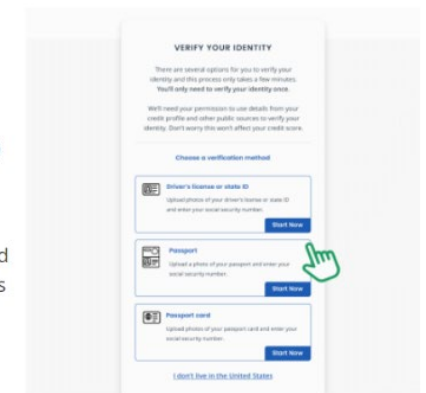 VERIFY YOUR IDENTITY
There are several options for you to verify your
identity and this process only takes a few minutes.
You'll only need to verify your identity once.
We'll need your permission to use details from your
credit profile and other public sources to verify your
identity. Don't worry this won't affect your credit score.
Choose a verification method
Driver's license or state ID
Upload photos of your driver's license or state ID
and enter your social security number.
Start Now
d
s
Passport
Upload a photo of your passport and enter your
social security number.
Start Now
Passport card
Upload photos of your passport card and enter your
social security number.
Start Now
I don't live in the United States